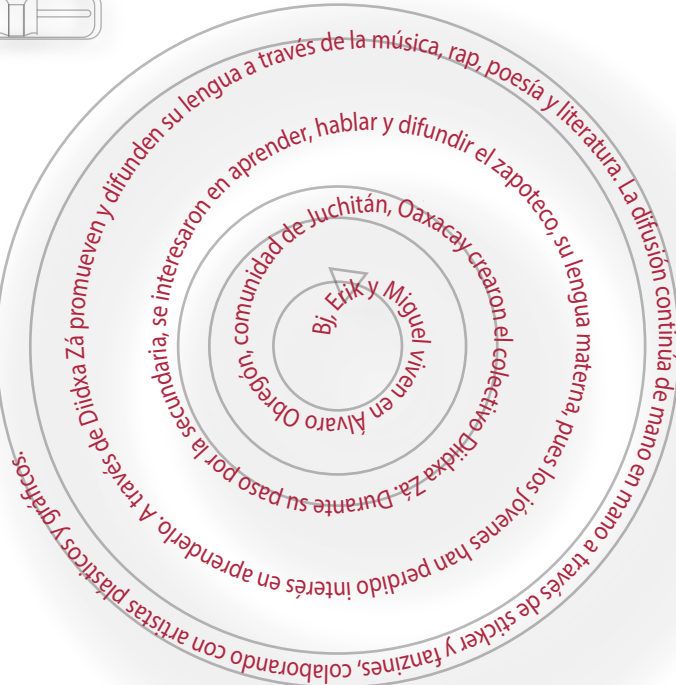 Bj, Erik y Miguel viven en Álvaro Obregón, comunidad de Juchitán, Oaxacay crearon el colectivo Diidxa Zá. Durante su paso por la secundaria, se interesaron en aprender, hablar y difundir el zapoteco, su lengua materna, pues los jóvenes han perdido interés en aprenderlo. A través de Diidxa Zá promueven y difunden su lengua a través de la música, rap, poesía y literatura. La difusión continúa de mano en mano a través de sticker y fanzines, colaborando con artistas plásticos y gráficos.